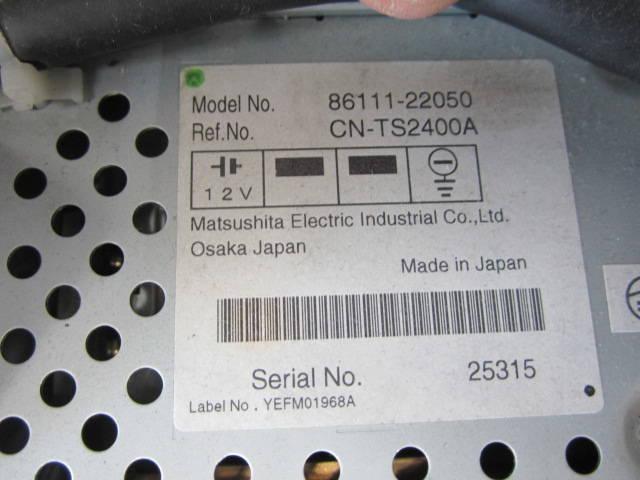 Model No. 86111-22050
Ref.No. CN-TS2400A
12V
Matsushita Electric Industrial Co.,Ltd.
Osaka Japan
Made in Japan
Serial No. 25315
Label No . YEFM01968A